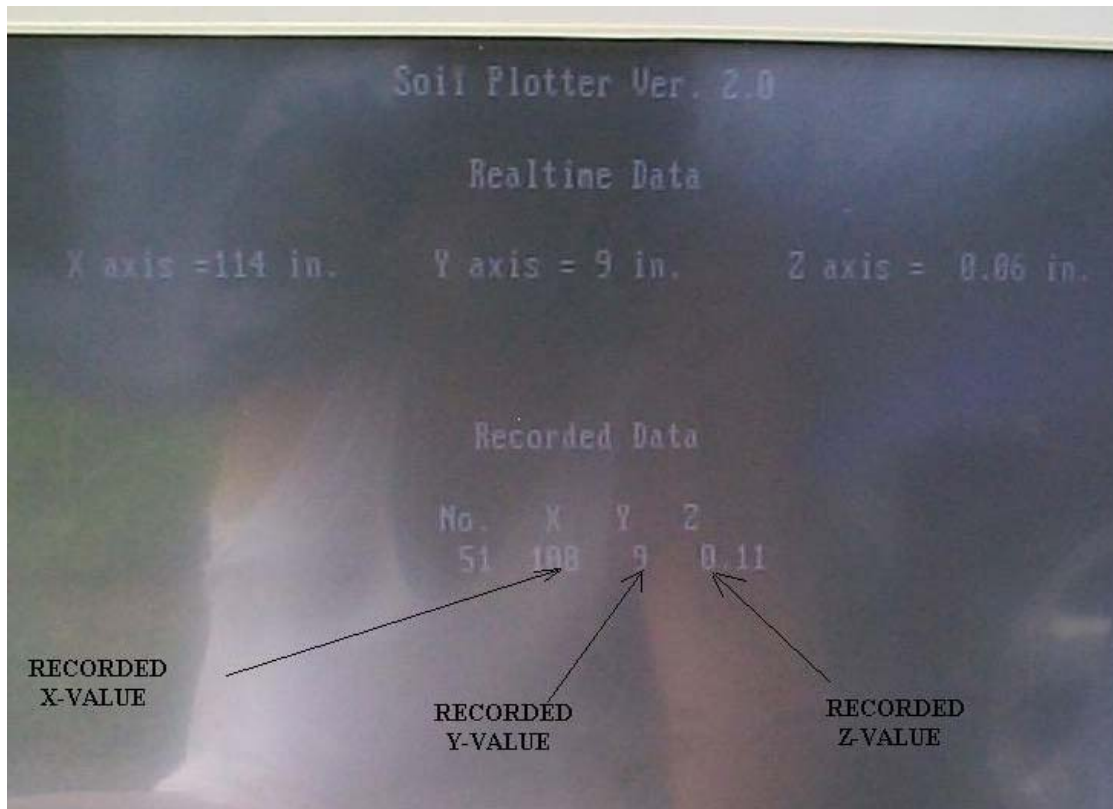 Soil Plotter Ver. 2.0
Realtime Data
X axis =114 in. Y axis = 9 in. Z axis = 0.06 in.
Recorded Data
No. X Y Z
51 108 9 0.11
RECORDED
X-VALUE
RECORDED
Y-VALUE
RECORDED
Z-VALUE